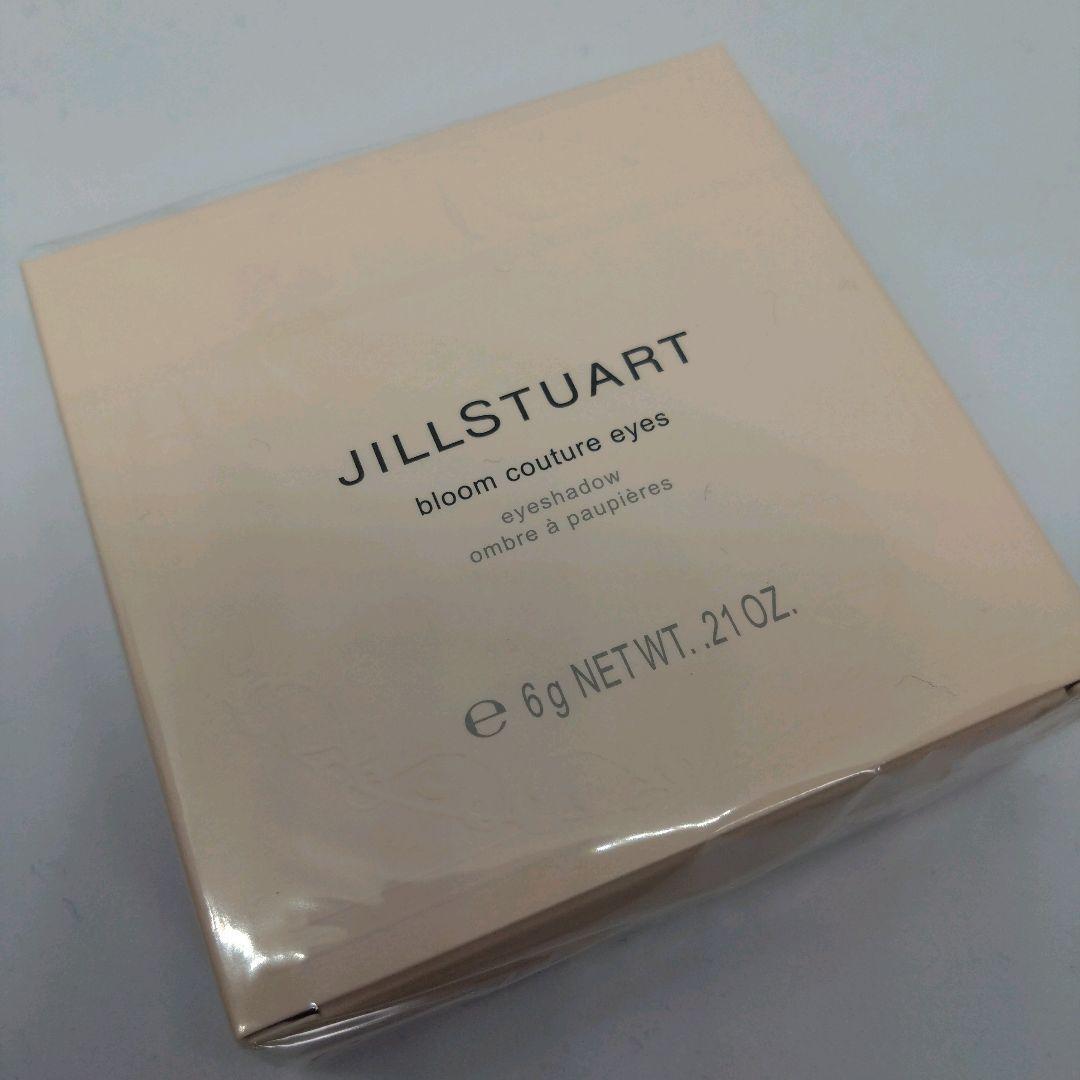 JILLSTUART
bloom couture eyes
eyeshadow
ombre à paupières
℮ 6g NET WT. .21 OZ.